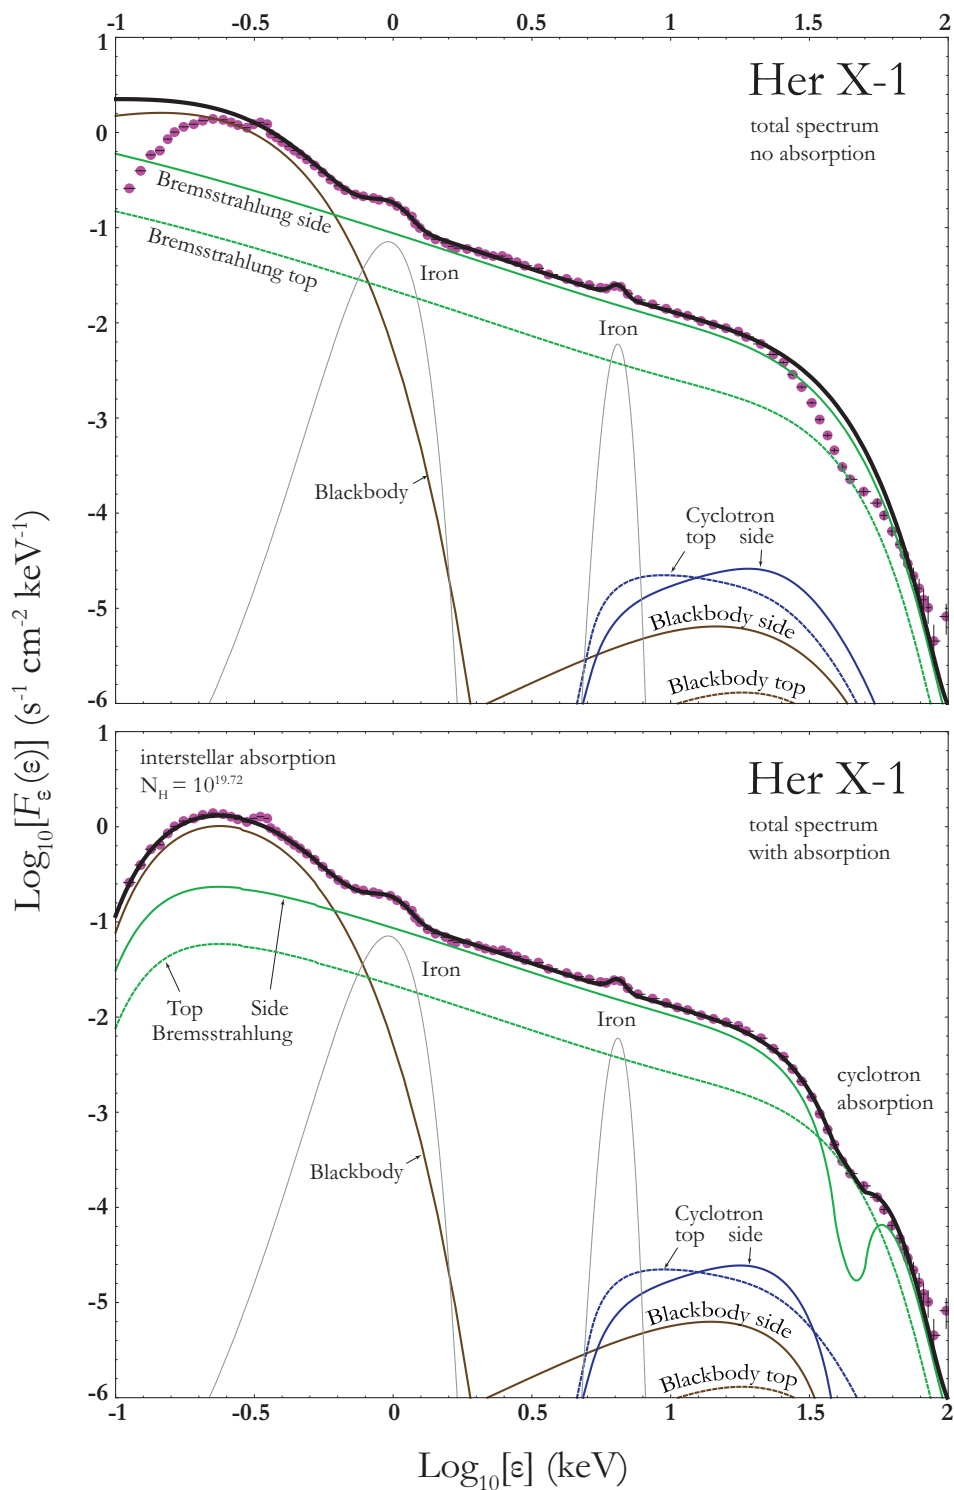 -1 -0.5 0 0.5 1 1.5 2
1
0
-1
-2
-3
-4
-5
-6
Her X-1
total spectrum
no absorption
Bremsstrahlung side
Bremsstrahlung top
Iron
Iron
Blackbody
Cyclotron
top side
Blackbody side
Blackbody top
Log₁₀[F_ε(ε)] (s⁻¹ cm⁻² keV⁻¹)
1
0
-1
-2
-3
-4
-5
-6
interstellar absorption
N_H = 10^19.72
Her X-1
total spectrum
with absorption
Iron
Top Side
Bremsstrahlung
Iron
cyclotron
absorption
Blackbody
Cyclotron
top side
Blackbody side
Blackbody top
-1 -0.5 0 0.5 1 1.5 2
Log₁₀[ε] (keV)